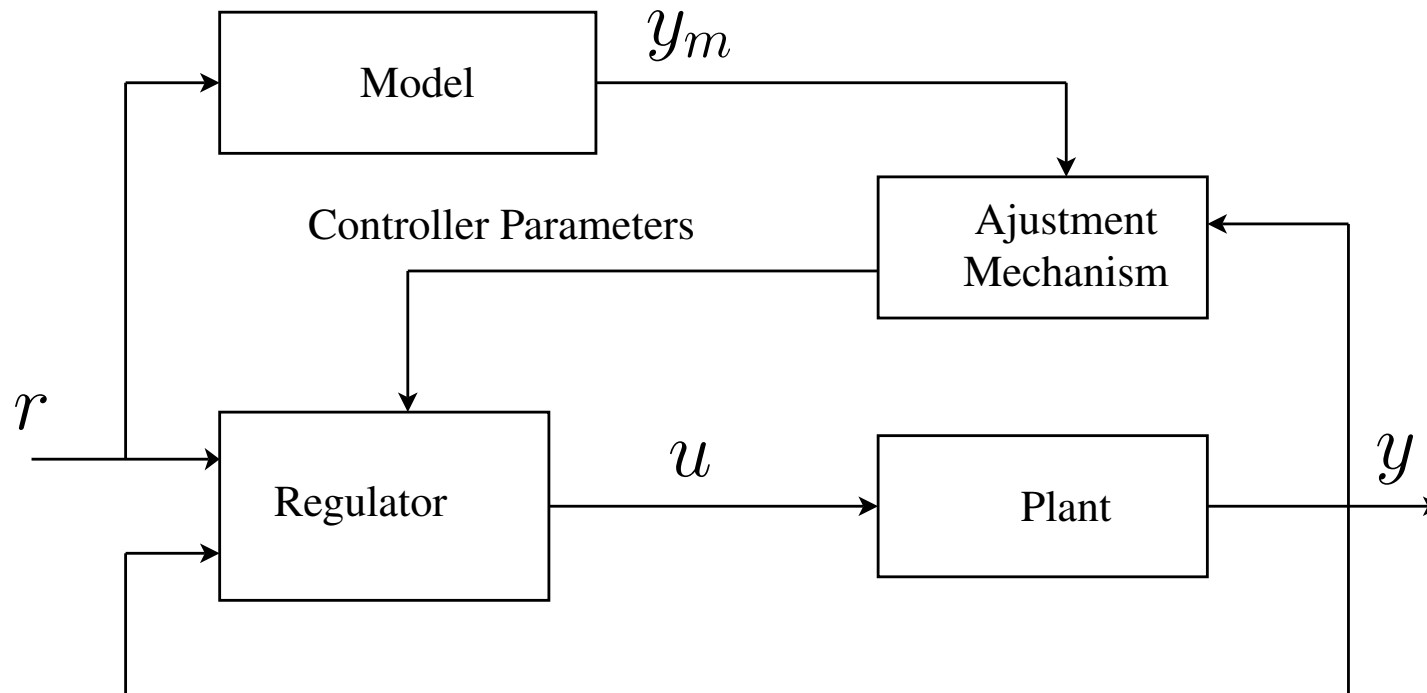 y_m
Model
Controller Parameters
Ajustment
Mechanism
r
u
y
Regulator
Plant